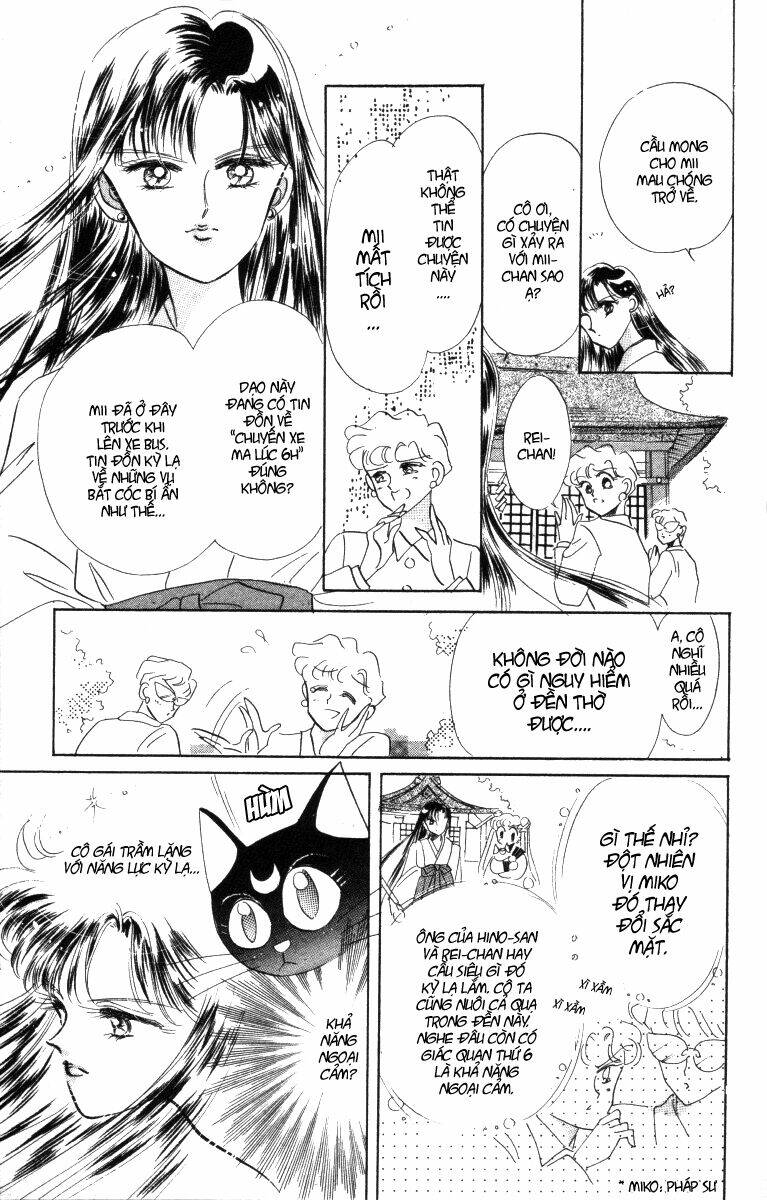 CẦU MONG
CHO MII
MAU CHÓNG
TRỞ VỀ.
HẢ?
CÔ ƠI,
CÓ CHUYỆN
GÌ XẢY RA
VỚI MII-
CHAN SAO
Ạ?
REI-
CHAN!
THẬT
KHÔNG
THỂ
TIN
ĐƯỢC
CHUYỆN
NÀY
....
MII
MẤT
TÍCH
RỒI
...
DẠO NÀY
ĐANG CÓ TIN
ĐỒN VỀ
"CHUYẾN XE
MA LÚC 6H"
ĐÚNG
KHÔNG?
MII ĐÃ Ở ĐÂY
TRƯỚC KHI
LÊN XE BUS.
TIN ĐỒN KỲ LẠ
VỀ NHỮNG VỤ
BẮT CÓC BÍ ẨN
NHƯ THẾ...
A, CÔ
NGHĨ
NHIỀU
QUÁ
RỒI...
KHÔNG ĐỜI NÀO
CÓ GÌ NGUY HIỂM
Ở ĐỀN THỜ
ĐƯỢC....
GÌ THẾ NHỈ?
ĐỘT NHIÊN
VỊ MIKO
ĐÓ THAY
ĐỔI SẮC
MẶT.
XÌ XẦM
XÌ XẦM
ÔNG CỦA HINO-SAN
VÀ REI-CHAN HAY
CẦU SIÊU GÌ ĐÓ
KỲ LẠ LẮM. CÔ TA
CŨNG NUÔI CẢ QUẠ
TRONG ĐỀN NÀY.
NGHE ĐÂU CÒN CÓ
GIÁC QUAN THỨ 6
LÀ KHẢ NĂNG
NGOẠI CẢM.
* MIKO: PHÁP SƯ
HỪM
CÔ GÁI TRẦM LẶNG
VỚI NĂNG LỰC KỲ LẠ...
KHẢ
NĂNG
NGOẠI
CẢM?